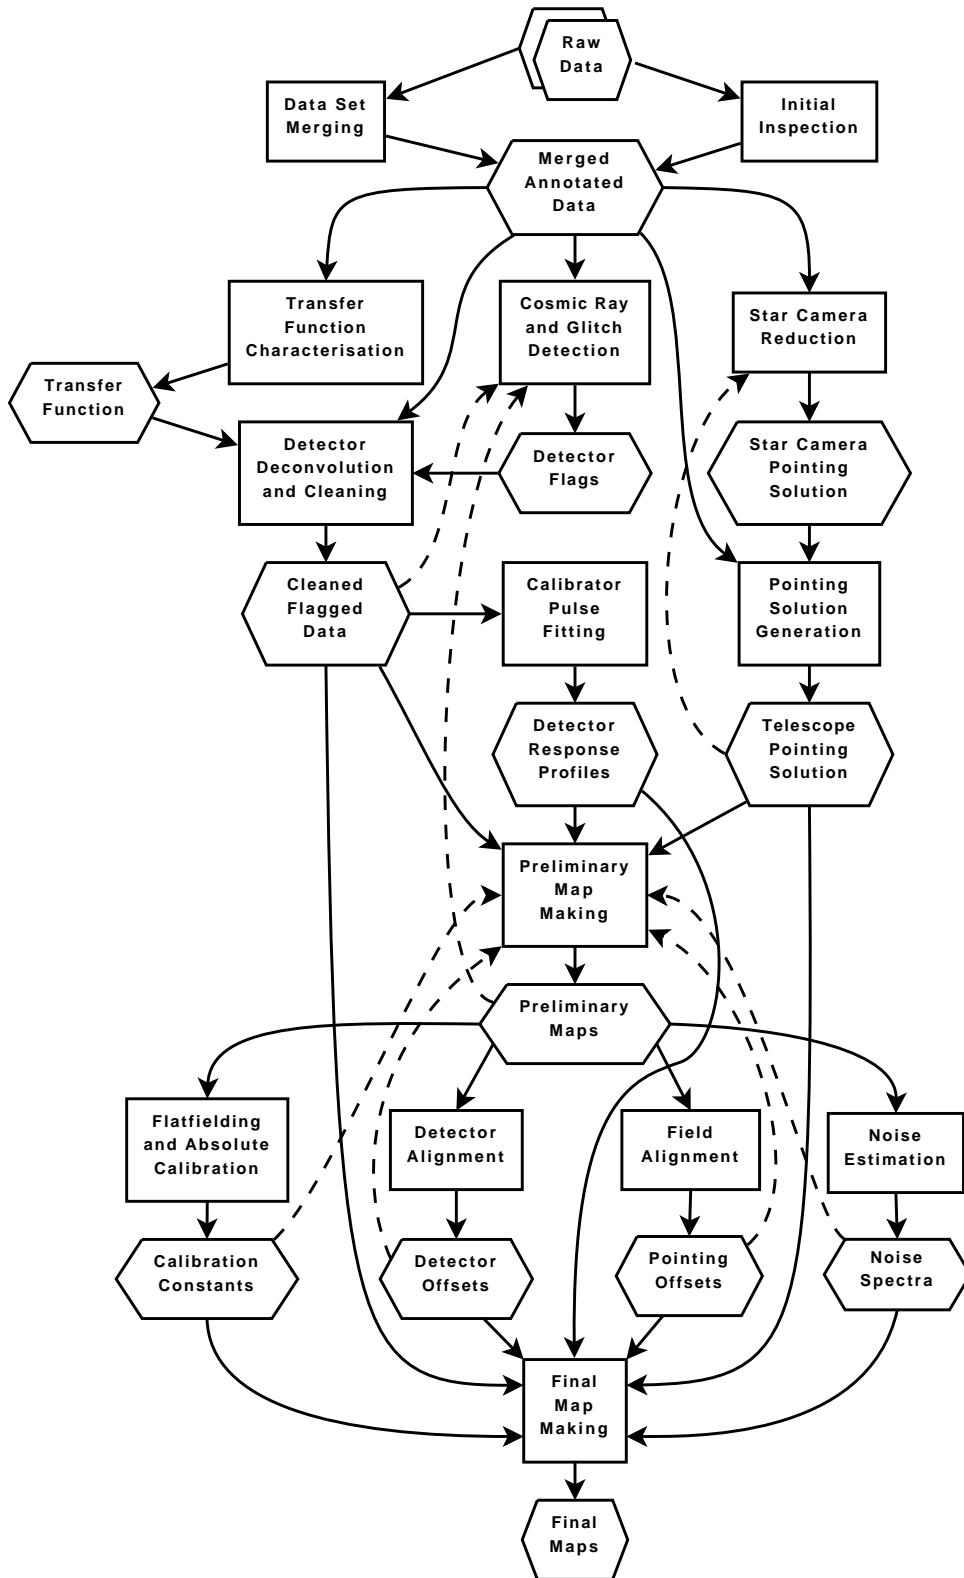 Raw
Data
Data Set
Merging
Initial
Inspection
Merged
Annotated
Data
Transfer
Function
Characterisation
Cosmic Ray
and Glitch
Detection
Star Camera
Reduction
Transfer
Function
Detector
Deconvolution
and Cleaning
Detector
Flags
Star Camera
Pointing
Solution
Cleaned
Flagged
Data
Calibrator
Pulse
Fitting
Pointing
Solution
Generation
Detector
Response
Profiles
Telescope
Pointing
Solution
Preliminary
Map
Making
Preliminary
Maps
Flatfielding
and Absolute
Calibration
Detector
Alignment
Field
Alignment
Noise
Estimation
Calibration
Constants
Detector
Offsets
Pointing
Offsets
Noise
Spectra
Final
Map
Making
Final
Maps